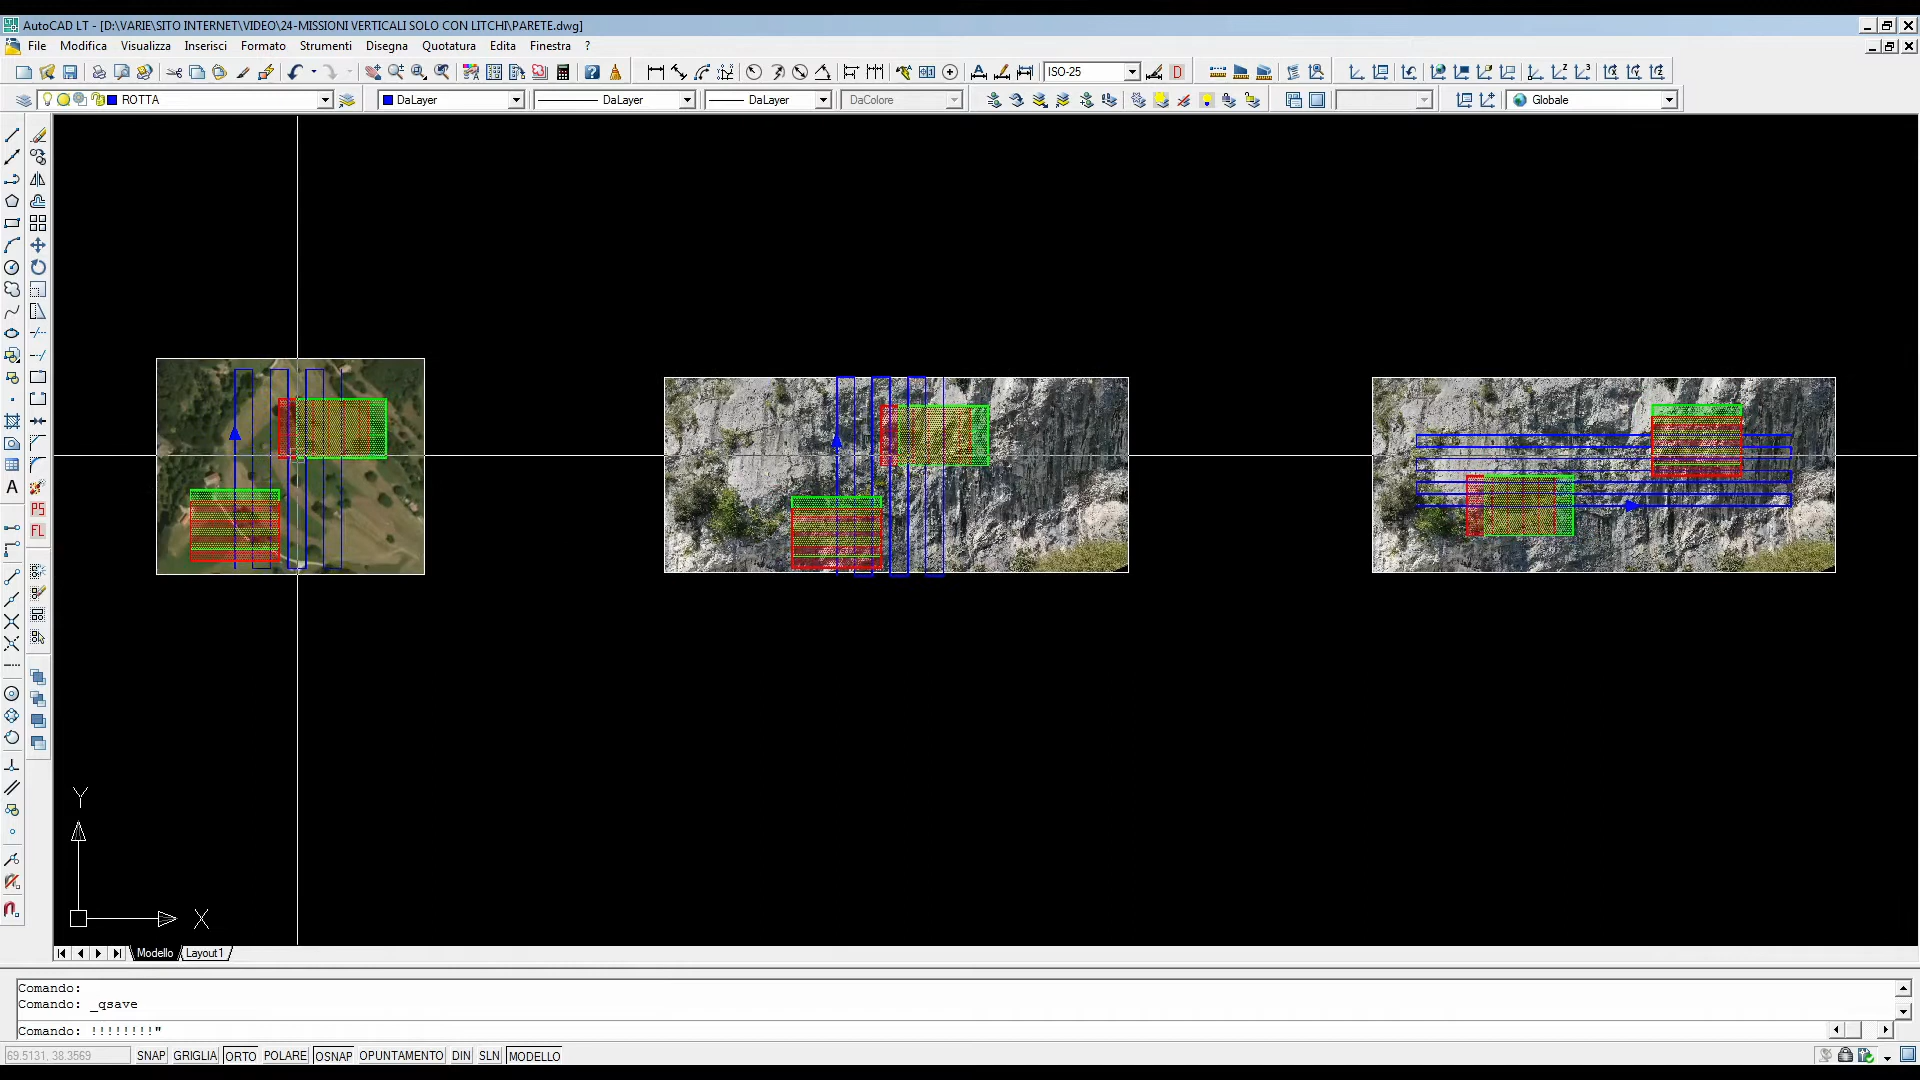 AutoCAD LT - [D:\VARIE\SITO INTERNET\VIDEO\24-MISSIONI VERTICALI SOLO CON LITCHI\PARETE.dwg]
File Modifica Visualizza Inserisci Formato Strumenti Disegna Quotatura Edita Finestra ?
ISO-25
ROTTA DaLayer DaLayer DaLayer DaColore Globale
A
PS
FL
Y
X
Modello Layout1
Comando:
Comando: _qsave
Comando: !!!!!!!!"
69.5131, 38.3569 SNAP GRIGLIA ORTO POLARE OSNAP OPUNTAMENTO DIN SLN MODELLO